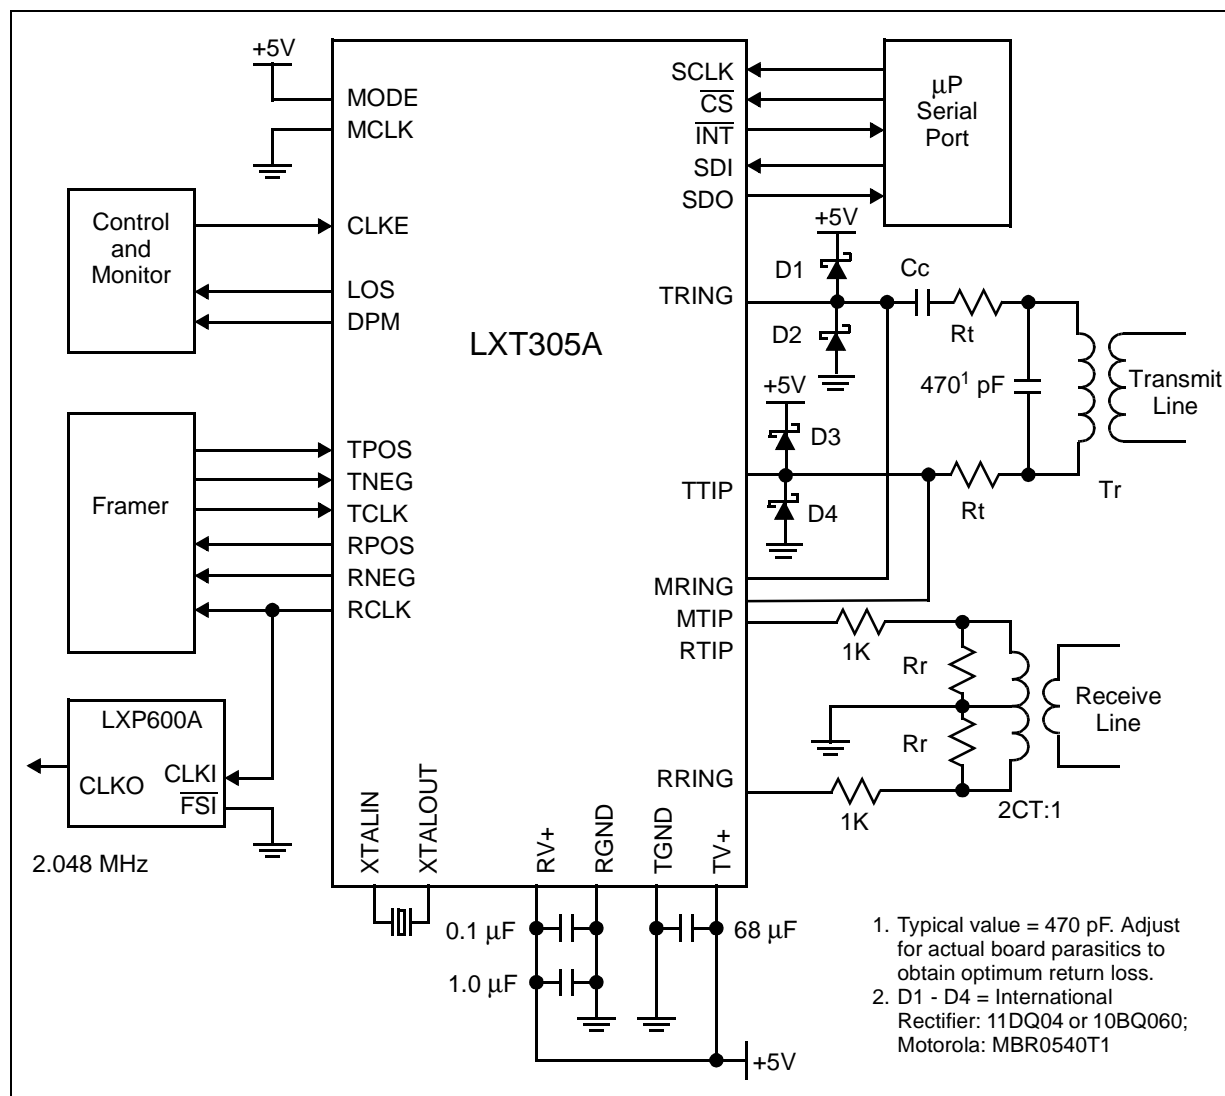 +5V
MODE
MCLK
Control
and
Monitor
CLKE
LOS
DPM
Framer
TPOS
TNEG
TCLK
RPOS
RNEG
RCLK
LXP600A
CLKI
CLKO
FSI
2.048 MHz
LXT305A
SCLK
CS
INT
SDI
SDO
μP
Serial
Port
+5V
D1
Cc
TRING
Rt
D2
+5V
470¹ pF
Transmit
Line
D3
TTIP
Tr
D4
Rt
MRING
MTIP
RTIP
1K
Rr
Receive
Line
Rr
RRING
1K
2CT:1
XTALIN
XTALOUT
RV+
RGND
TGND
TV+
0.1 μF
68 μF
1.0 μF
+5V
1. Typical value = 470 pF. Adjust
for actual board parasitics to
obtain optimum return loss.
2. D1 - D4 = International
Rectifier: 11DQ04 or 10BQ060;
Motorola: MBR0540T1